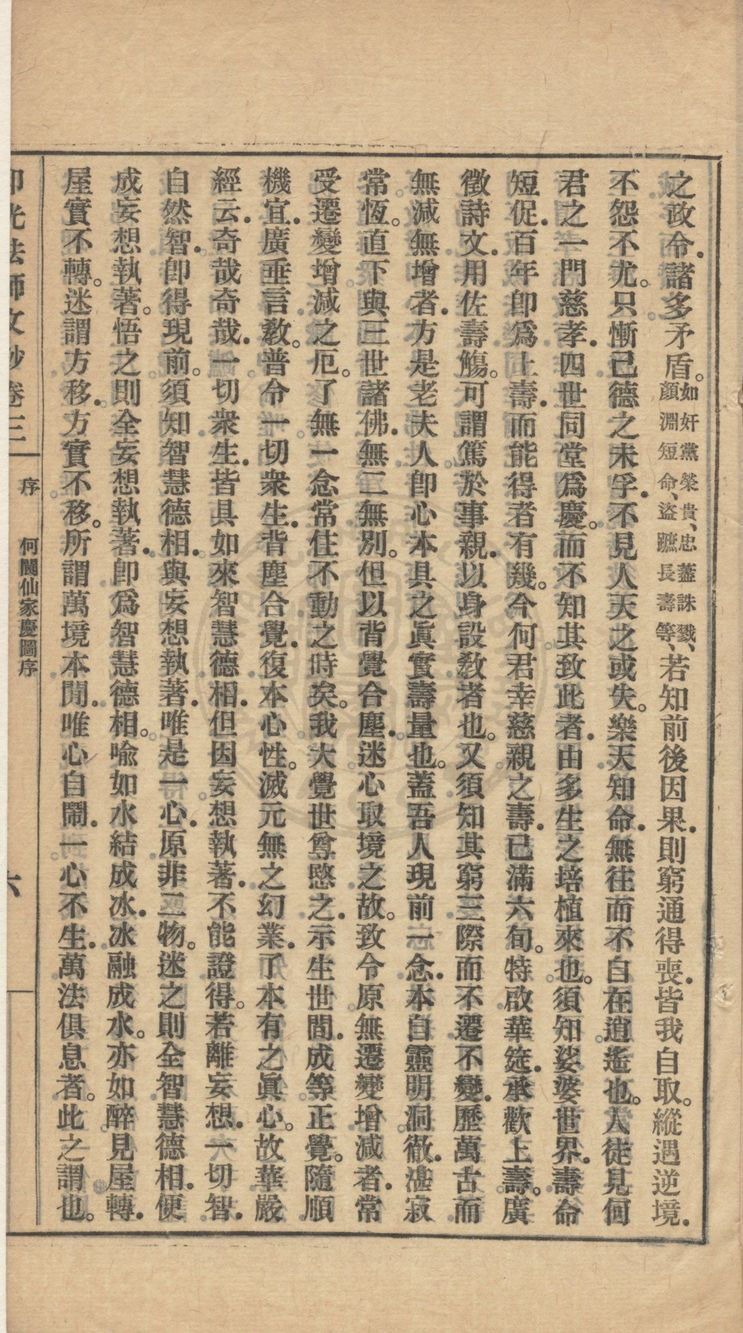 之政令。諸多矛盾。如奸黨榮貴、忠藎誅戮、顏淵短命、盜蹠長壽等、若知前後因果。則窮通得喪。皆我自取。縱遇逆境。
不怨不尤。只慚己德之未孚。不見人天之或失。樂天知命。無往而不自在逍遙也。人徒見何
君之一門慈孝。四世同堂爲慶。而不知其致此者。由多生之培植來也。須知娑婆世界。壽命
短促。百年卽爲上壽。而能得者有幾。今何君幸慈親之壽。已滿六旬。特啟華筵。承歡上壽。廣
徵詩文。用佐壽觴。可謂篤於事親。以身設敎者也。又須知其窮三際而不遷不變。歷萬古而
無減無增者。方是老夫人卽心本具之眞實壽量也。蓋吾人現前一念。本自靈明洞徹。湛寂
常恆。直下與三世諸佛。無二無別。但以背覺合塵。迷心取境之故。致令原無遷變增減者。常
受遷變增減之厄。了無一念常住不動之時矣。我大覺世尊愍之。示生世間。成等正覺。隨順
機宜。廣垂言敎。普令一切衆生。背塵合覺。復本心性。滅元無之幻業。了本有之眞心。故華嚴
經云。奇哉奇哉。一切衆生。皆具如來智慧德相。但因妄想執著。不能證得。若離妄想。一切智
自然智。卽得現前。須知智慧德相。與妄想執著。唯是一心。原非二物。迷之則全智慧德相。便
成妄想執著。悟之則全妄想執著。卽爲智慧德相。喩如水結成冰。冰融成水。亦如醉見屋轉。
屋實不轉。迷謂方移。方實不移。所謂萬境本閒。唯心自鬧。一心不生。萬法俱息者。此之謂也。
印光法師文鈔卷三 序 何閬仙家慶圖序 六